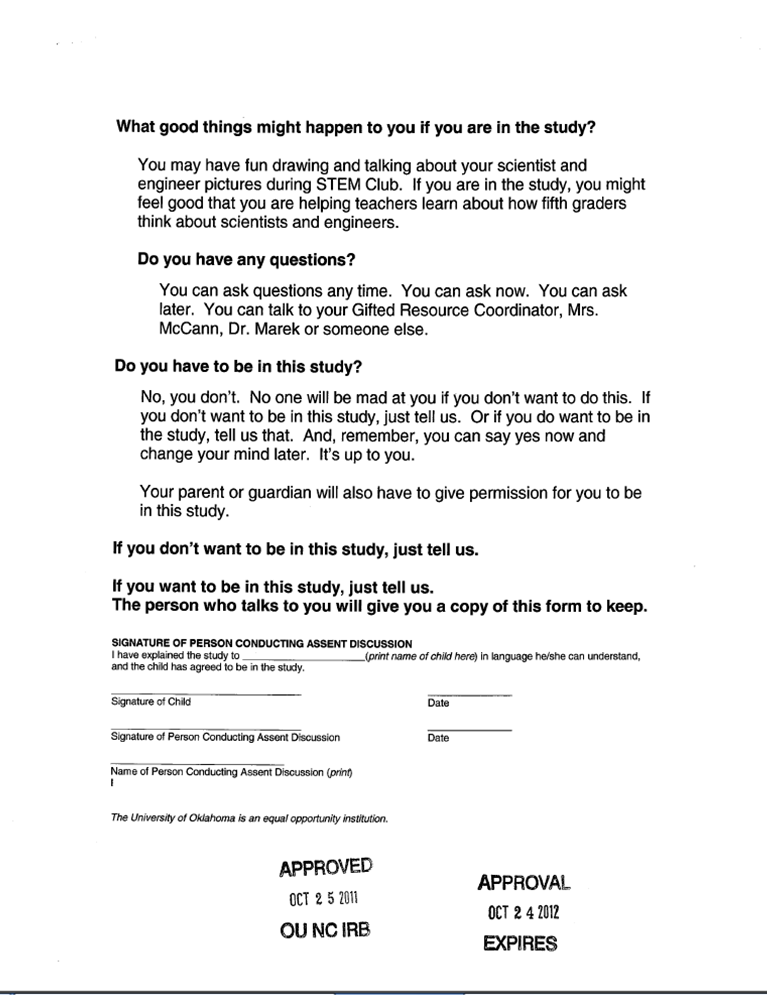 What good things might happen to you if you are in the study?
You may have fun drawing and talking about your scientist and
engineer pictures during STEM Club. If you are in the study, you might
feel good that you are helping teachers learn about how fifth graders
think about scientists and engineers.
Do you have any questions?
You can ask questions any time. You can ask now. You can ask
later. You can talk to your Gifted Resource Coordinator, Mrs.
McCann, Dr. Marek or someone else.
Do you have to be in this study?
No, you don't. No one will be mad at you if you don't want to do this. If
you don't want to be in this study, just tell us. Or if you do want to be in
the study, tell us that. And, remember, you can say yes now and
change your mind later. It's up to you.
Your parent or guardian will also have to give permission for you to be
in this study.
If you don't want to be in this study, just tell us.
If you want to be in this study, just tell us.
The person who talks to you will give you a copy of this form to keep.
SIGNATURE OF PERSON CONDUCTING ASSENT DISCUSSION
I have explained the study to ____________________(print name of child here) in language he/she can understand,
and the child has agreed to be in the study.
Signature of Child Date
Signature of Person Conducting Assent Discussion Date
Name of Person Conducting Assent Discussion (print)
I
The University of Oklahoma is an equal opportunity institution.
APPROVED
OCT 25 2011
OU NC IRB
APPROVAL
OCT 24 2012
EXPIRES